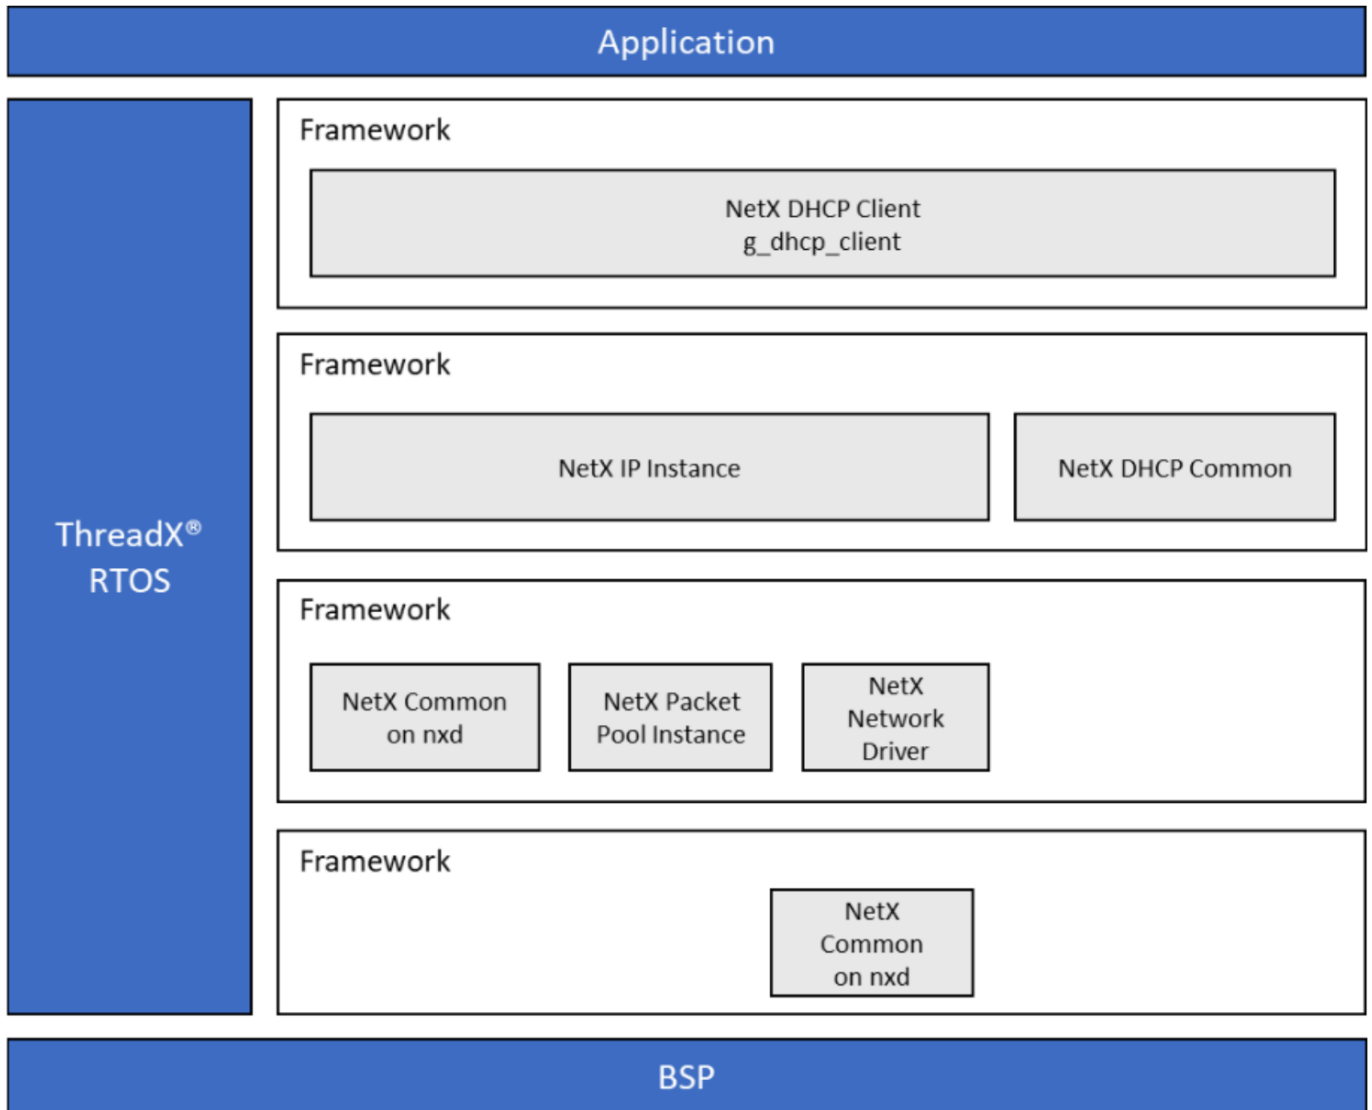 Application
ThreadX®
RTOS
Framework
NetX DHCP Client
g_dhcp_client
Framework
NetX IP Instance
NetX DHCP Common
Framework
NetX Common
on nxd
NetX Packet
Pool Instance
NetX
Network
Driver
Framework
NetX
Common
on nxd
BSP